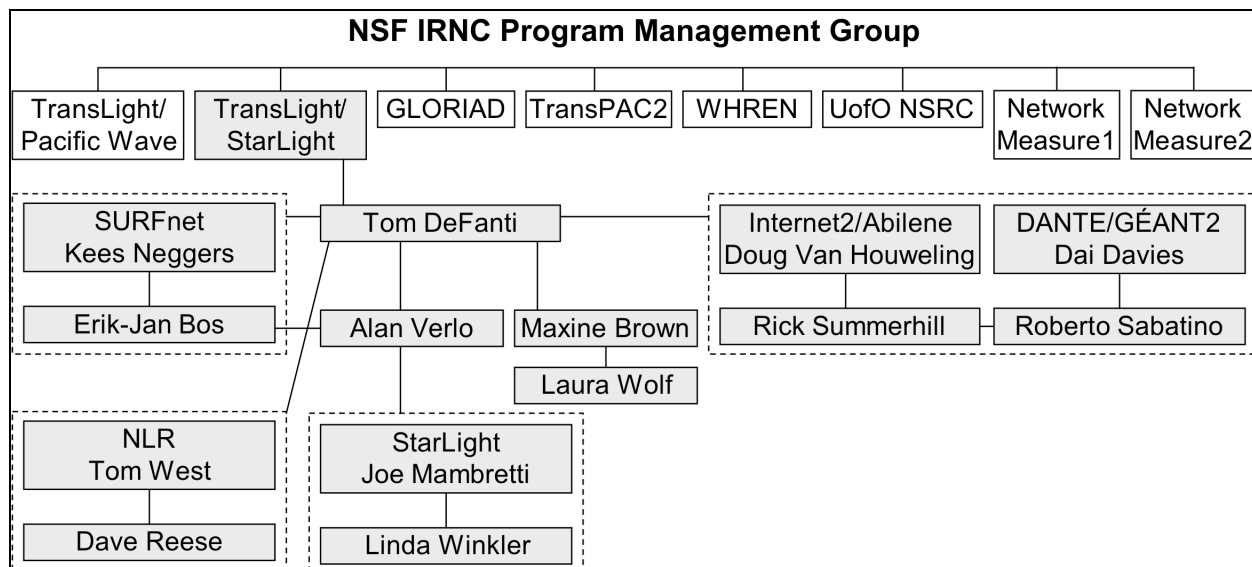 NSF IRNC Program Management Group
TransLight/
Pacific Wave
TransLight/
StarLight
GLORIAD
TransPAC2
WHREN
UofO NSRC
Network
Measure1
Network
Measure2
SURFnet
Kees Neggers
Tom DeFanti
Internet2/Abilene
Doug Van Houweling
DANTE/GÉANT2
Dai Davies
Erik-Jan Bos
Alan Verlo
Maxine Brown
Rick Summerhill
Roberto Sabatino
Laura Wolf
NLR
Tom West
StarLight
Joe Mambretti
Dave Reese
Linda Winkler